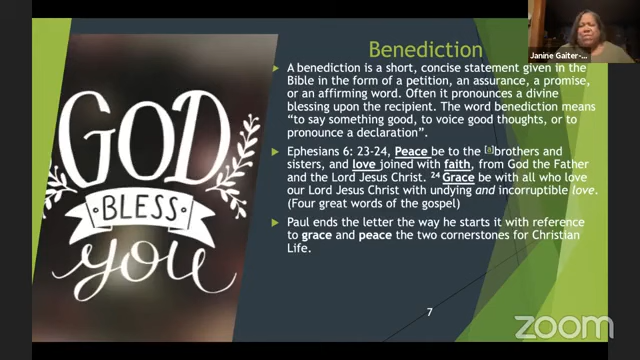 GOD
BLESS
you
Benediction
A benediction is a short, concise statement given in the
Bible in the form of a petition, an assurance, a promise,
or an affirming word. Often it pronounces a divine
blessing upon the recipient. The word benediction means
“to say something good, to voice good thoughts, or to
pronounce a declaration”.
Ephesians 6: 23-24, Peace be to the [a]brothers and
sisters, and love joined with faith, from God the Father
and the Lord Jesus Christ. 24 Grace be with all who love
our Lord Jesus Christ with undying and incorruptible love.
(Four great words of the gospel)
Paul ends the letter the way he starts it with reference
to grace and peace the two cornerstones for Christian
Life.
7
Janine Gaiter-...
zoom